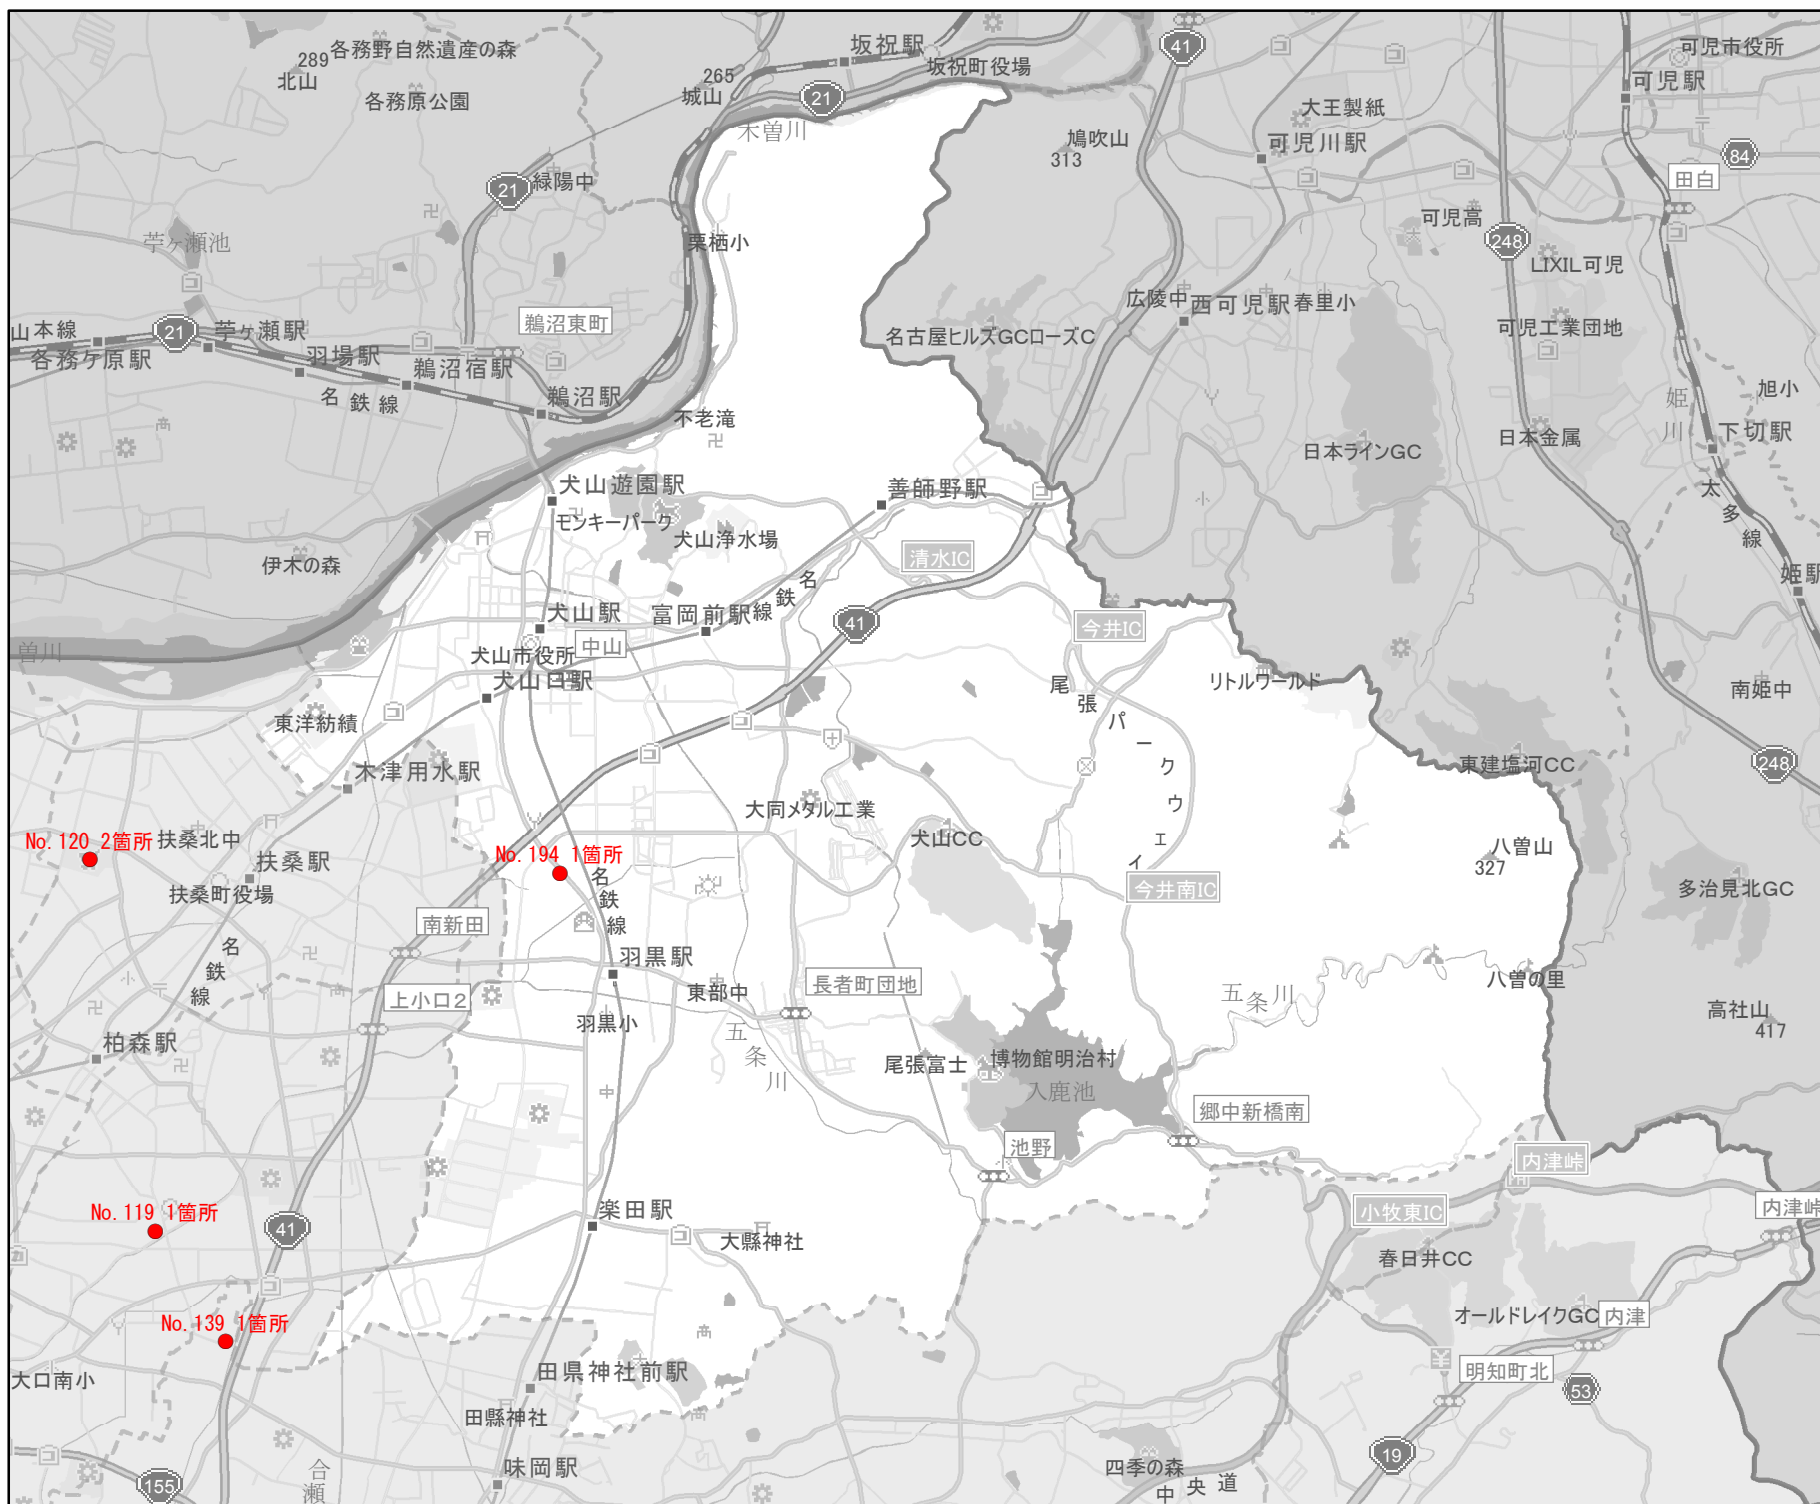 坂祝駅
41
可児市役所
各務野自然遺産の森
289
北山
265
城山
坂祝町役場
可児駅
各務原公園
21
大王製紙
木曽川
鳩吹山
313
可児川駅
84
緑陽中
21
田白
可児高
苧ヶ瀬池
栗栖小
248
LIXIL可児
広陵中
西可児駅
春里小
鵜沼東町
可児工業団地
山本線
21
苧ヶ瀬駅
名古屋ヒルズGCローズC
各務ケ原駅
羽場駅
鵜沼宿駅
名鉄線
鵜沼駅
姫川
旭小
不老滝
日本金属
下切駅
日本ラインGC
犬山遊園駅
善師野駅
太多線
モンキーパーク
犬山浄水場
清水IC
伊木の森
名鉄線
姫駅
犬山駅
富岡前駅
41
今井IC
曽川
犬山市役所
中山
犬山口駅
リトルワールド
南姫中
尾張パークウェイ
東洋紡績
木津用水駅
東建塩河CC
248
大同メタル工業
No.120 2箇所
扶桑北中
犬山CC
八曽山
327
No.194 1箇所
扶桑駅
名鉄線
扶桑町役場
今井南IC
多治見北GC
南新田
名鉄線
羽黒駅
長者町団地
八曽の里
上小口2
東部中
五条川
高社山
417
羽黒小
五条川
柏森駅
尾張富士
博物館明治村
入鹿池
郷中新橋南
池野
内津峠
No.119 1箇所
楽田駅
小牧東IC
内津峠
41
大縣神社
春日井CC
No.139 1箇所
オールドレイクGC
内津
大口南小
田県神社前駅
明知町北
53
田縣神社
19
味岡駅
四季の森
155
合瀬
中央道